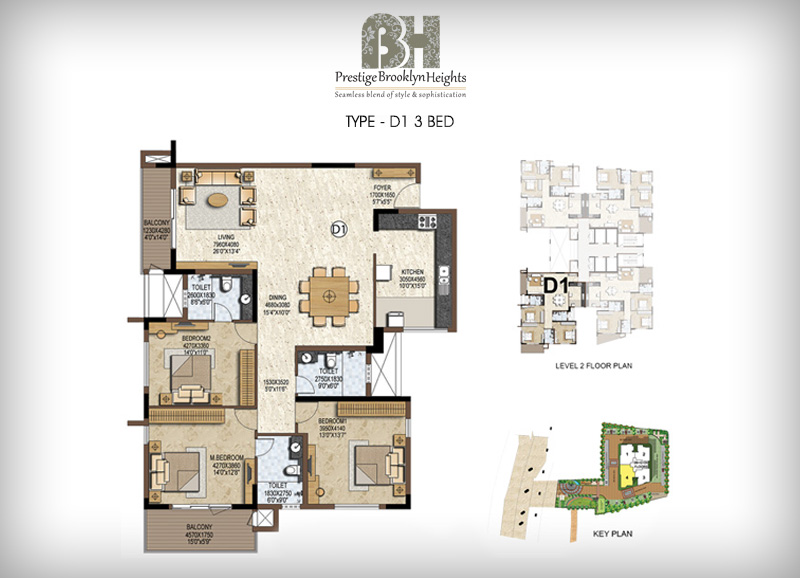 BH
Prestige Brooklyn Heights
Seamless blend of style & sophistication
TYPE - D1 3 BED
FOYER
1700X1650
5'7"x5'5"
BALCONY
1230X4280
4'0"x14'0"
LIVING
7960X4080
26'0"X13'4"
D1
KITCHEN
3050X4560
10'0"X15'0"
TOILET
2600X1830
8'6"x6'0"
DINING
4680x3080
15'4"X10'0"
BEDROOM2
4270X3360
14'0"x11'0"
TOILET
2750X1830
9'0"x6'0"
1530X3520
5'0"x11'6"
BEDROOM1
3950X4140
13'0"X13'7"
M.BEDROOM
4270X3860
14'0"x12'8"
TOILET
1830X2750
6'0"x9'0"
BALCONY
4570X1750
15'0"x5'9"
D1
LEVEL 2 FLOOR PLAN
KEY PLAN